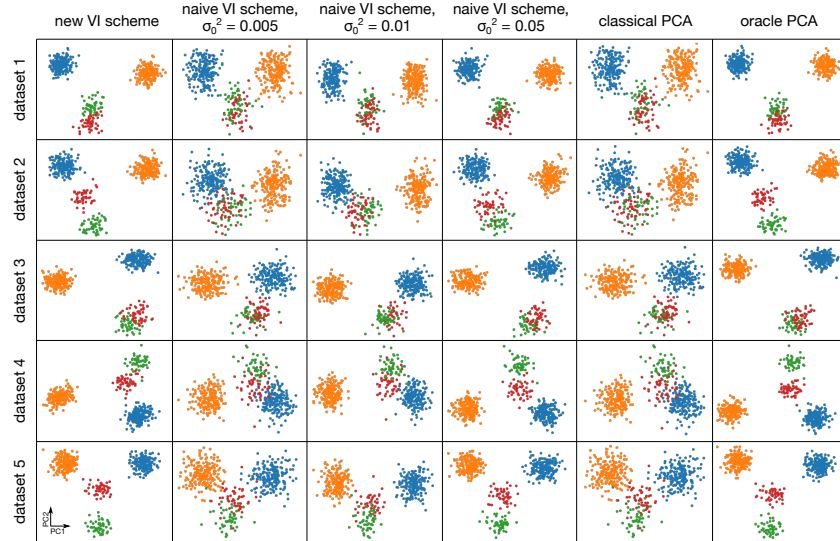 new VI scheme
naive VI scheme,
σ₀² = 0.005
naive VI scheme,
σ₀² = 0.01
naive VI scheme,
σ₀² = 0.05
classical PCA
oracle PCA
dataset 1
dataset 2
dataset 3
dataset 4
dataset 5
PC2
PC1